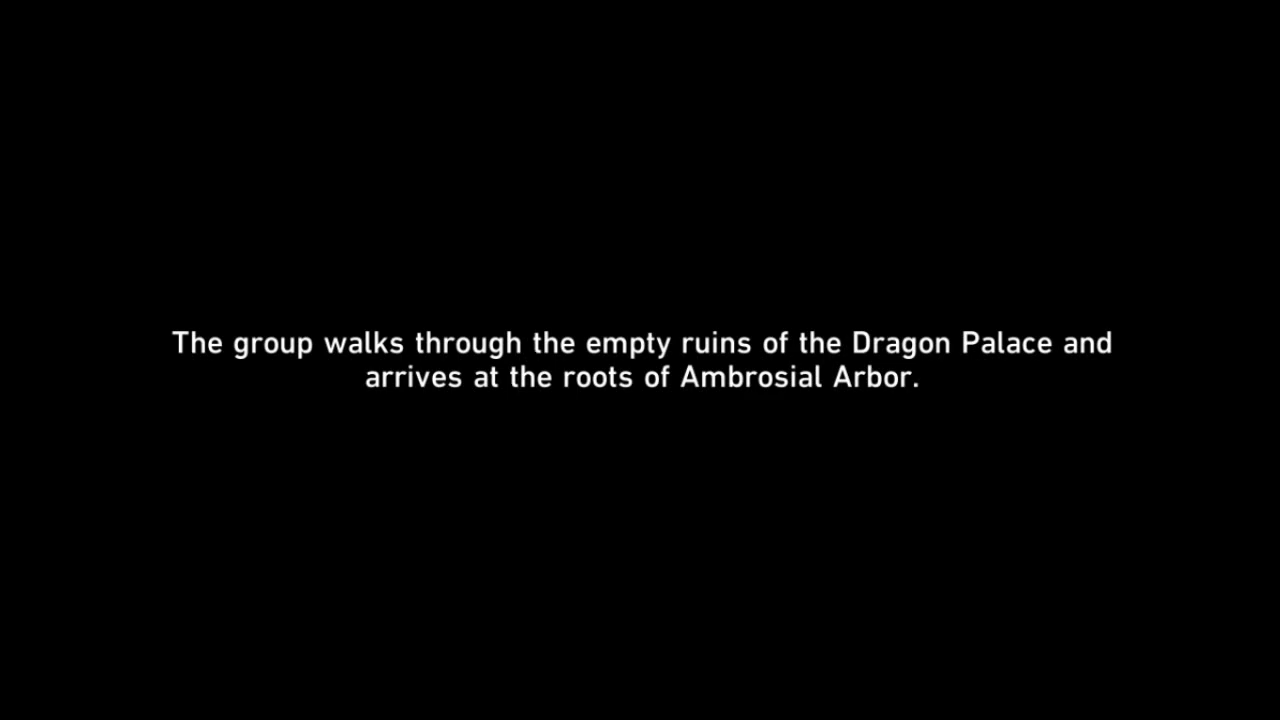 The group walks through the empty ruins of the Dragon Palace and
arrives at the roots of Ambrosial Arbor.